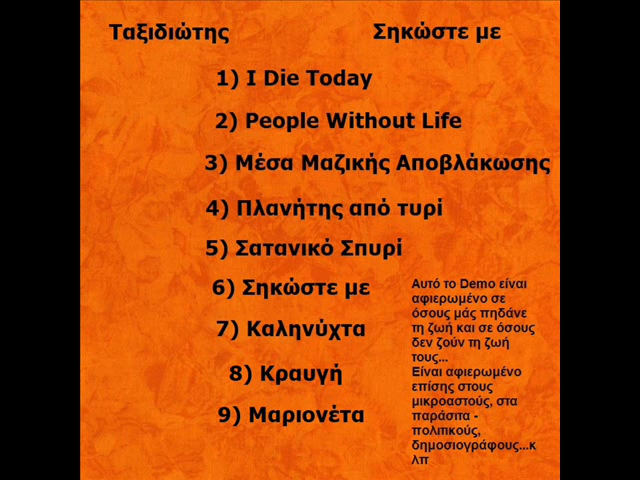 Ταξιδιώτης
Σηκώστε με
1) I Die Today
2) People Without Life
3) Μέσα Μαζικής Αποβλάκωσης
4) Πλανήτης από τυρί
5) Σατανικό Σπυρί
6) Σηκώστε με
7) Καληνύχτα
8) Κραυγή
9) Μαριονέτα
Αυτό το Demo είναι
αφιερωμένο σε
όσους μάς πηδάνε
τη ζωή και σε όσους
δεν ζούν τη ζωή
τους...
Είναι αφιερωμένο
επίσης στους
μικροαστούς, στα
παράσιτα -
πολιτικούς,
δημοσιογράφους...κ
λπ